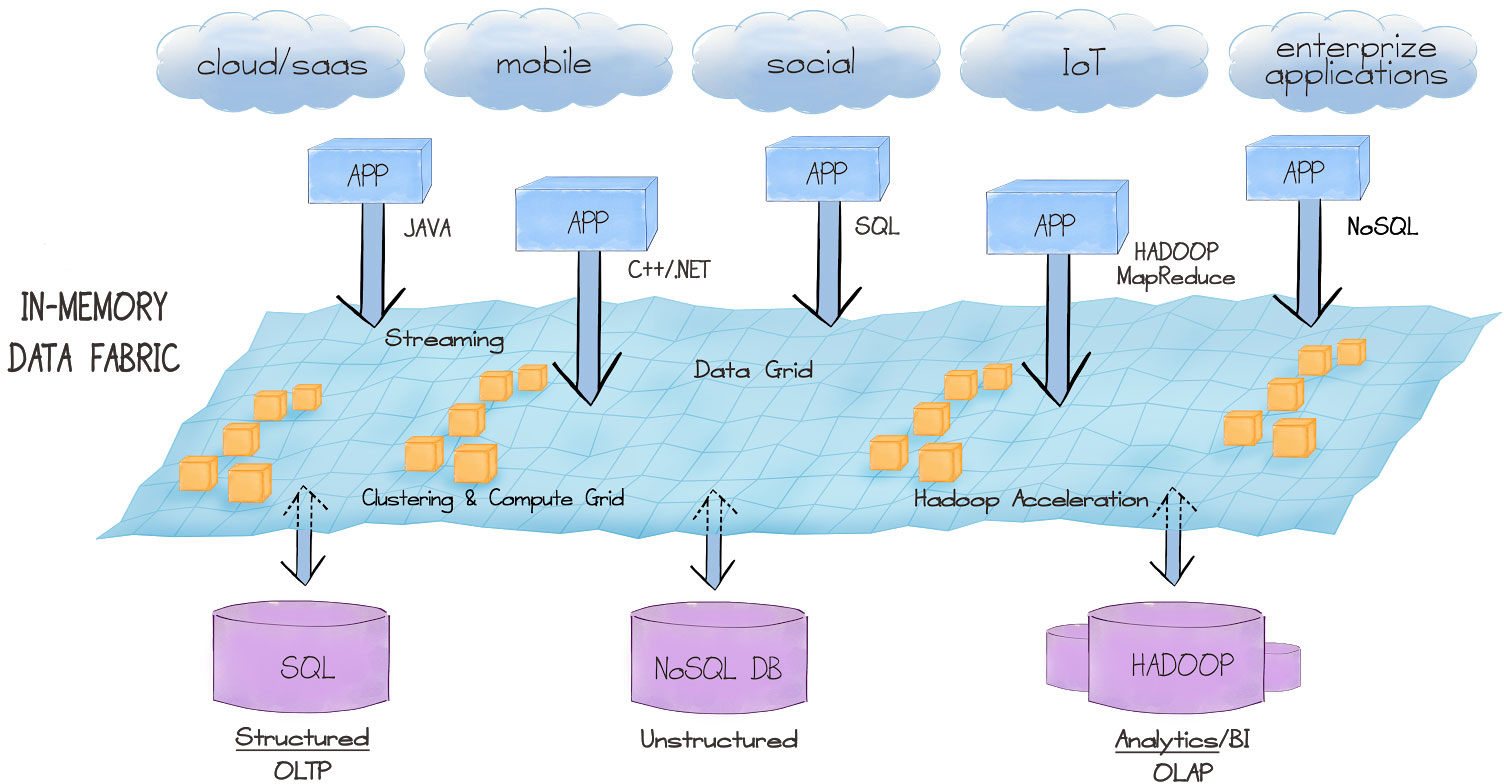 cloud/saas
mobile
social
IoT
enterprize
applications
APP
APP
APP
APP
APP
JAVA
C++/.NET
SQL
HADOOP
MapReduce
NoSQL
IN-MEMORY
DATA FABRIC
Streaming
Data Grid
Clustering & Compute Grid
Hadoop Acceleration
SQL
NoSQL DB
HADOOP
Structured
OLTP
Unstructured
Analytics/BI
OLAP